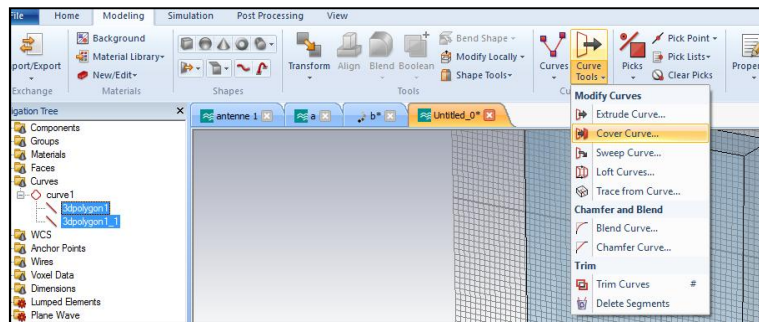 File Home Modeling Simulation Post Processing View
Background
Material Library
New/Edit
Import/Export
Exchange
Materials
Shapes
Transform Align Blend Boolean
Bend Shape
Modify Locally
Shape Tools
Tools
Curves Curve Tools
Picks
Pick Point
Pick Lists
Clear Picks
Picks
Navigation Tree
antenne 1 a b* Untitled_0*
Components
Groups
Materials
Faces
Curves
curve1
3dpolygon1
3dpolygon1_1
WCS
Anchor Points
Wires
Voxel Data
Dimensions
Lumped Elements
Plane Wave
Modify Curves
Extrude Curve...
Cover Curve...
Sweep Curve...
Loft Curves...
Trace from Curve...
Chamfer and Blend
Blend Curve...
Chamfer Curve...
Trim
Trim Curves #
Delete Segments